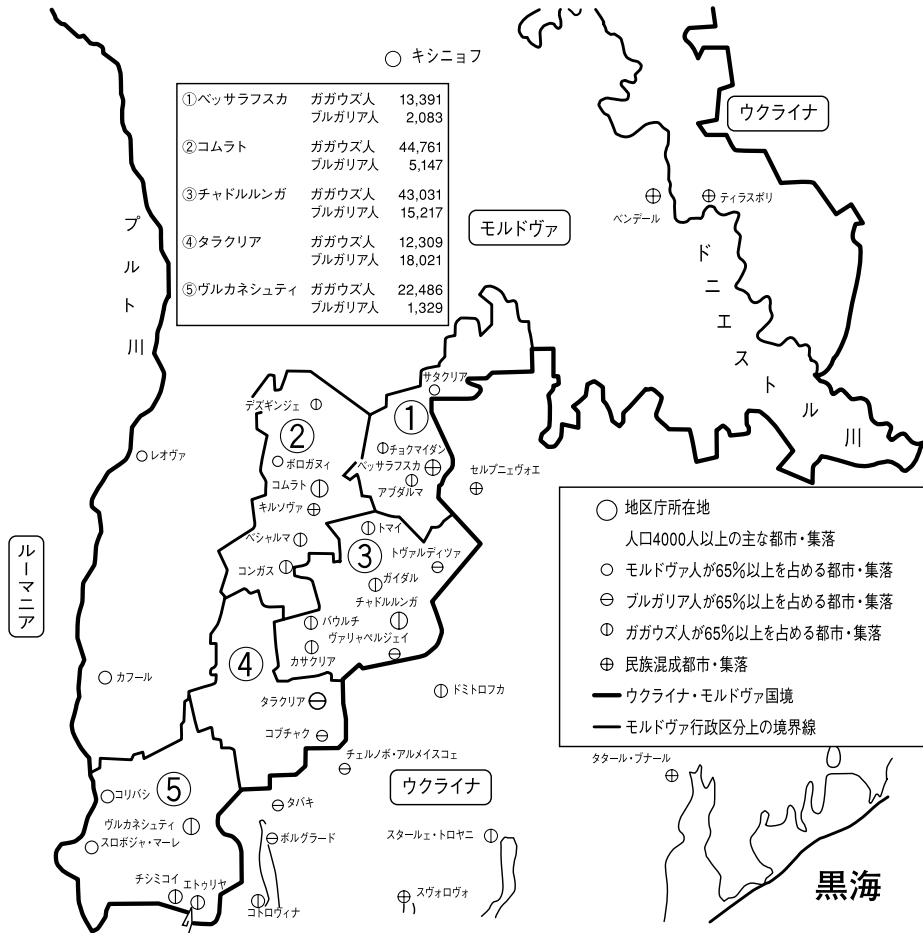 キシニョフ
①ベッサラフスカ ガガウズ人 13,391
ブルガリア人 2,083
②コムラト ガガウズ人 44,761
ブルガリア人 5,147
③チャドルルンガ ガガウズ人 43,031
ブルガリア人 15,217
④タラクリア ガガウズ人 12,309
ブルガリア人 18,021
⑤ヴルカネシュティ ガガウズ人 22,486
ブルガリア人 1,329
ウクライナ
ベンデール
ティラスポリ
モルドヴァ
プルト川
ドニエストル川
サタクリア
デズギンジェ
①
②
チョクマイダン
ボロガヌィ
ベッサラフスカ
レオヴァ
セルプニェヴォエ
コムラト
アブダルマ
キルソヴァ
トマイ
ベシャルマ
③
トヴァルディツァ
コンガス
ガイダル
チャドルルンガ
ルーマニア
バウルチ
ヴァリャペルジェイ
カサクリア
④
カフール
ドミトロフカ
タラクリア
コプチャク
チェルノボ・アルメイスコェ
ウクライナ
⑤
コリバシ
タバキ
ヴルカネシュティ
ボルグラード
スタールェ・トロヤニ
スロボジャ・マーレ
チシミコイ
エトゥリヤ
コトロヴィナ
スヴォロヴォ
地区庁所在地
人口4000人以上の主な都市・集落
モルドヴァ人が65％以上を占める都市・集落
ブルガリア人が65％以上を占める都市・集落
ガガウズ人が65％以上を占める都市・集落
民族混成都市・集落
ウクライナ・モルドヴァ国境
モルドヴァ行政区分上の境界線
タタール・ブナール
黒海